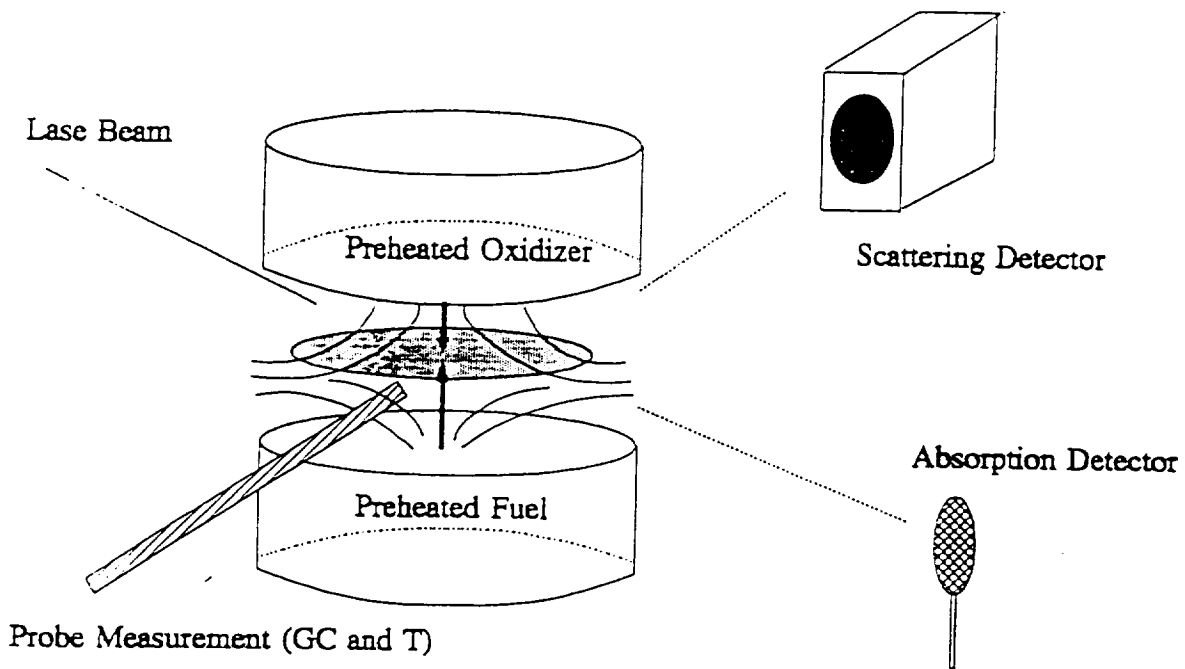 Lase Beam
Preheated Oxidizer
Scattering Detector
Absorption Detector
Preheated Fuel
Probe Measurement (GC and T)